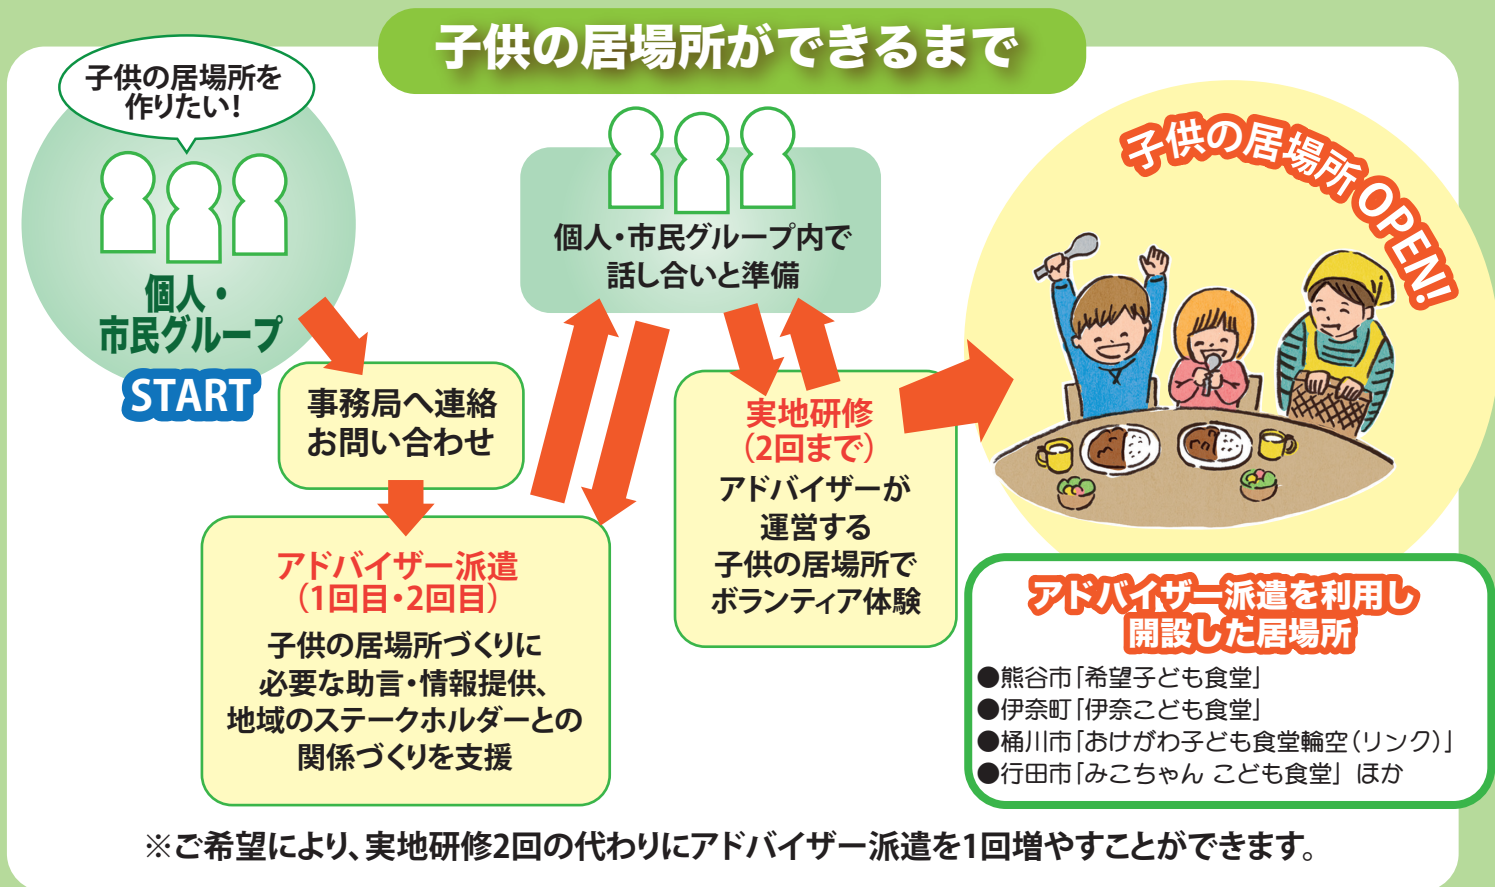 子供の居場所ができるまで
子供の居場所を
作りたい!
個人・
市民グループ
START
事務局へ連絡
お問い合わせ
アドバイザー派遣
(1回目・2回目)
子供の居場所づくりに
必要な助言・情報提供、
地域のステークホルダーとの
関係づくりを支援
個人・市民グループ内で
話し合いと準備
実地研修
(2回まで)
アドバイザーが
運営する
子供の居場所で
ボランティア体験
子供の居場所OPEN!
アドバイザー派遣を利用し
開設した居場所
●熊谷市「希望子ども食堂」
●伊奈町「伊奈こども食堂」
●桶川市「おけがわ子ども食堂輪空(リンク)」
●行田市「みこちゃん こども食堂」 ほか
※ご希望により、実地研修2回の代わりにアドバイザー派遣を1回増やすことができます。